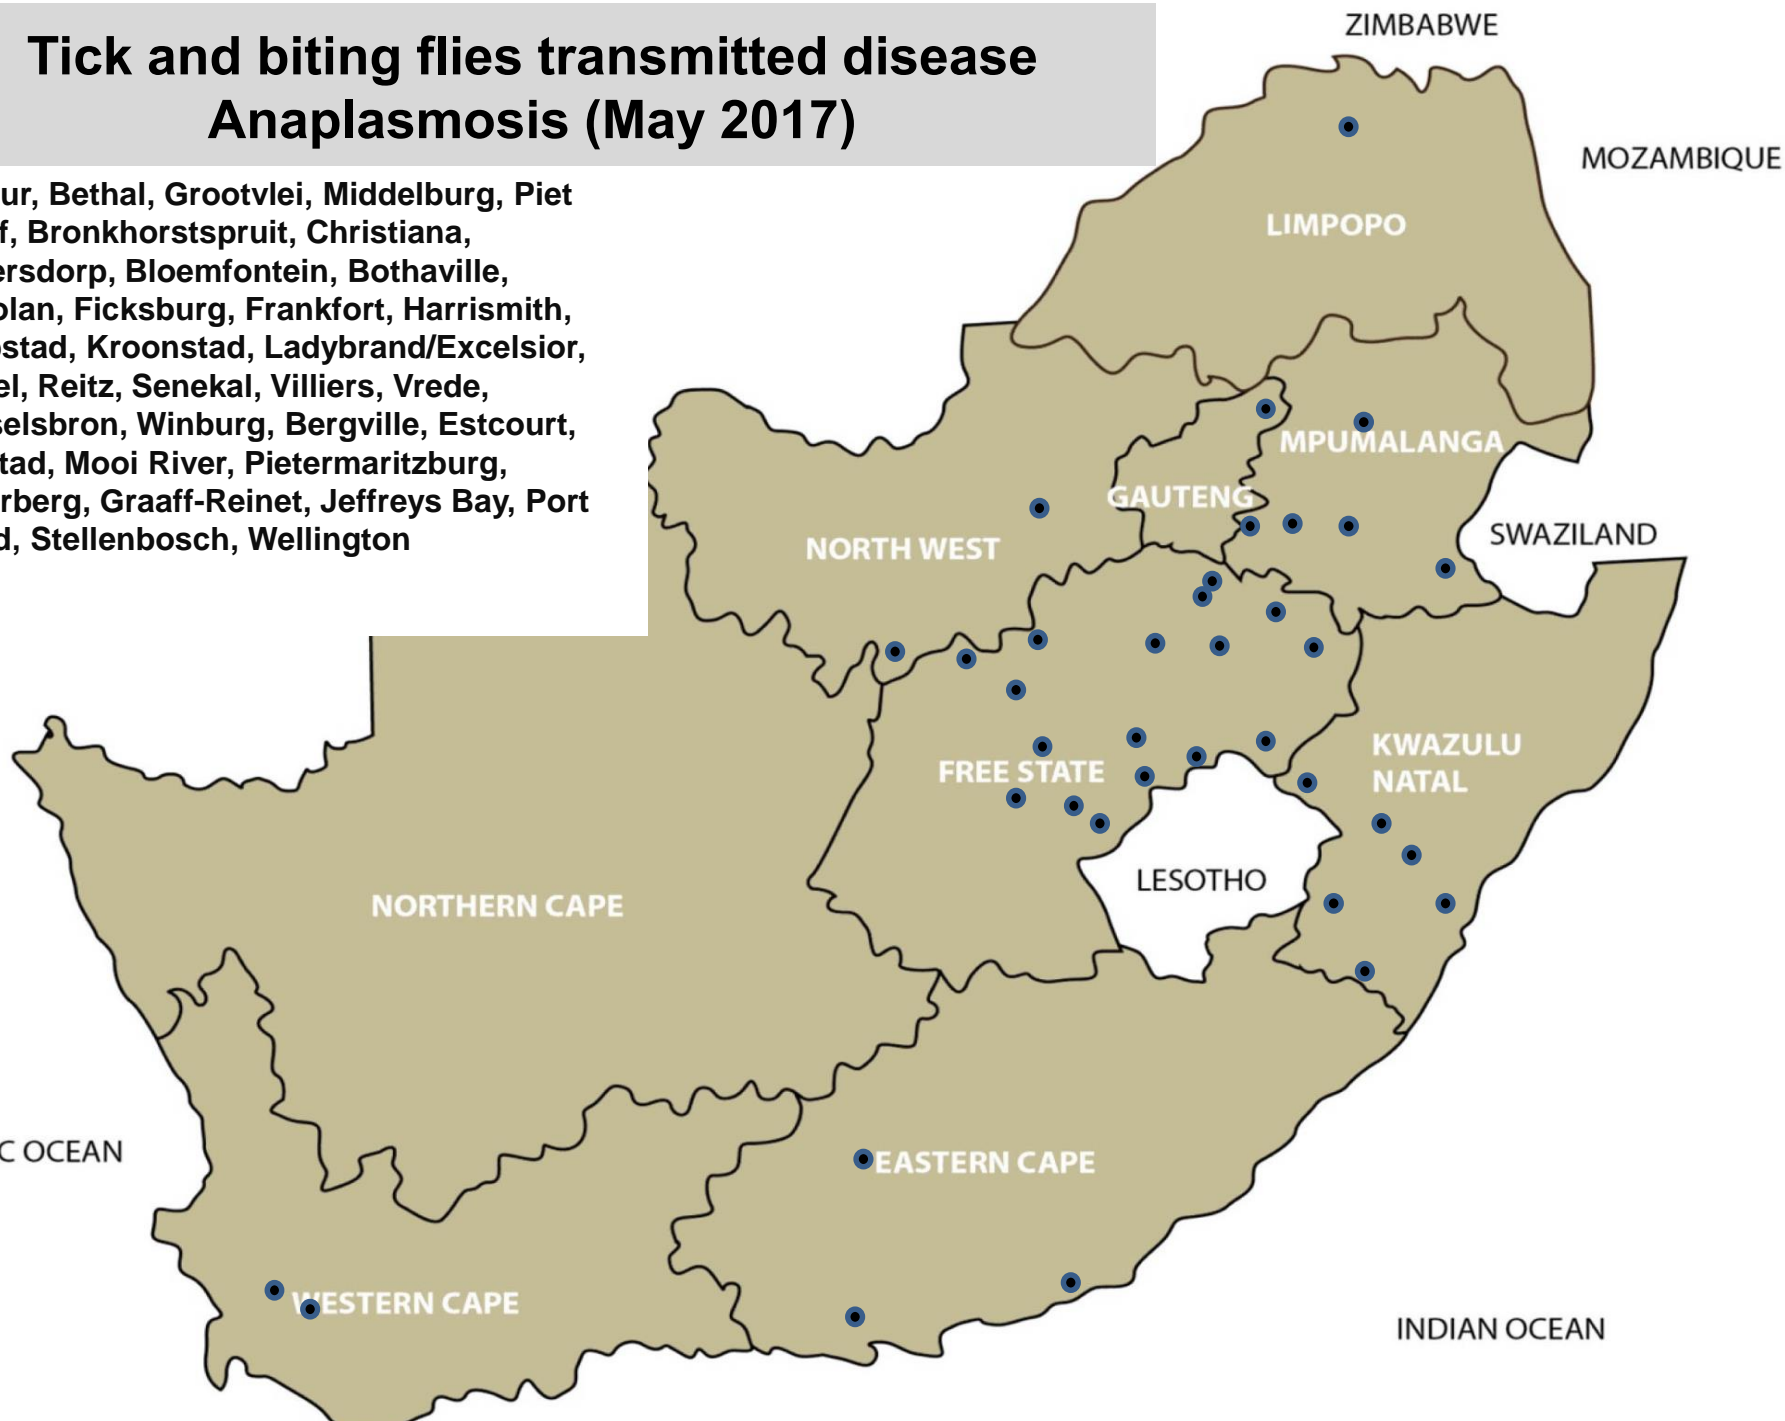 Tick and biting flies transmitted disease
Anaplasmosis (May 2017)
ur, Bethal, Grootvlei, Middelburg, Piet
f, Bronkhorstspruit, Christiana,
ersdorp, Bloemfontein, Bothaville,
olan, Ficksburg, Frankfort, Harrismith,
stad, Kroonstad, Ladybrand/Excelsior,
el, Reitz, Senekal, Villiers, Vrede,
selsbron, Winburg, Bergville, Estcourt,
tad, Mooi River, Pietermaritzburg,
rberg, Graaff-Reinet, Jeffreys Bay, Port
d, Stellenbosch, Wellington
ZIMBABWE
MOZAMBIQUE
LIMPOPO
MPUMALANGA
GAUTENG
SWAZILAND
NORTH WEST
KWAZULU
NATAL
FREE STATE
LESOTHO
NORTHERN CAPE
C OCEAN
EASTERN CAPE
WESTERN CAPE
INDIAN OCEAN